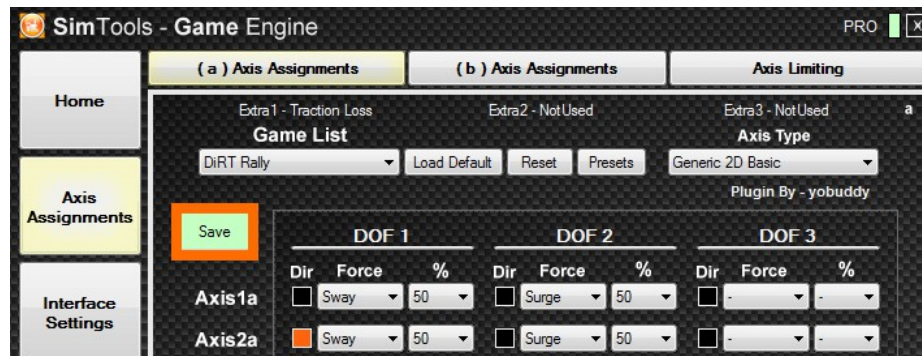 SimTools - Game Engine PRO X
( a ) Axis Assignments ( b ) Axis Assignments Axis Limiting
Home
Extra1 - Traction Loss Extra2 - NotUsed Extra3 - NotUsed a
Game List Axis Type
DiRT Rally Load Default Reset Presets Generic 2D Basic
Plugin By - yobuddy
Axis
Assignments
Save DOF 1 DOF 2 DOF 3
Dir Force % Dir Force % Dir Force %
Interface
Settings
Axis1a Sway 50 Surge 50 - -
Axis2a Sway 50 Surge 50 - -